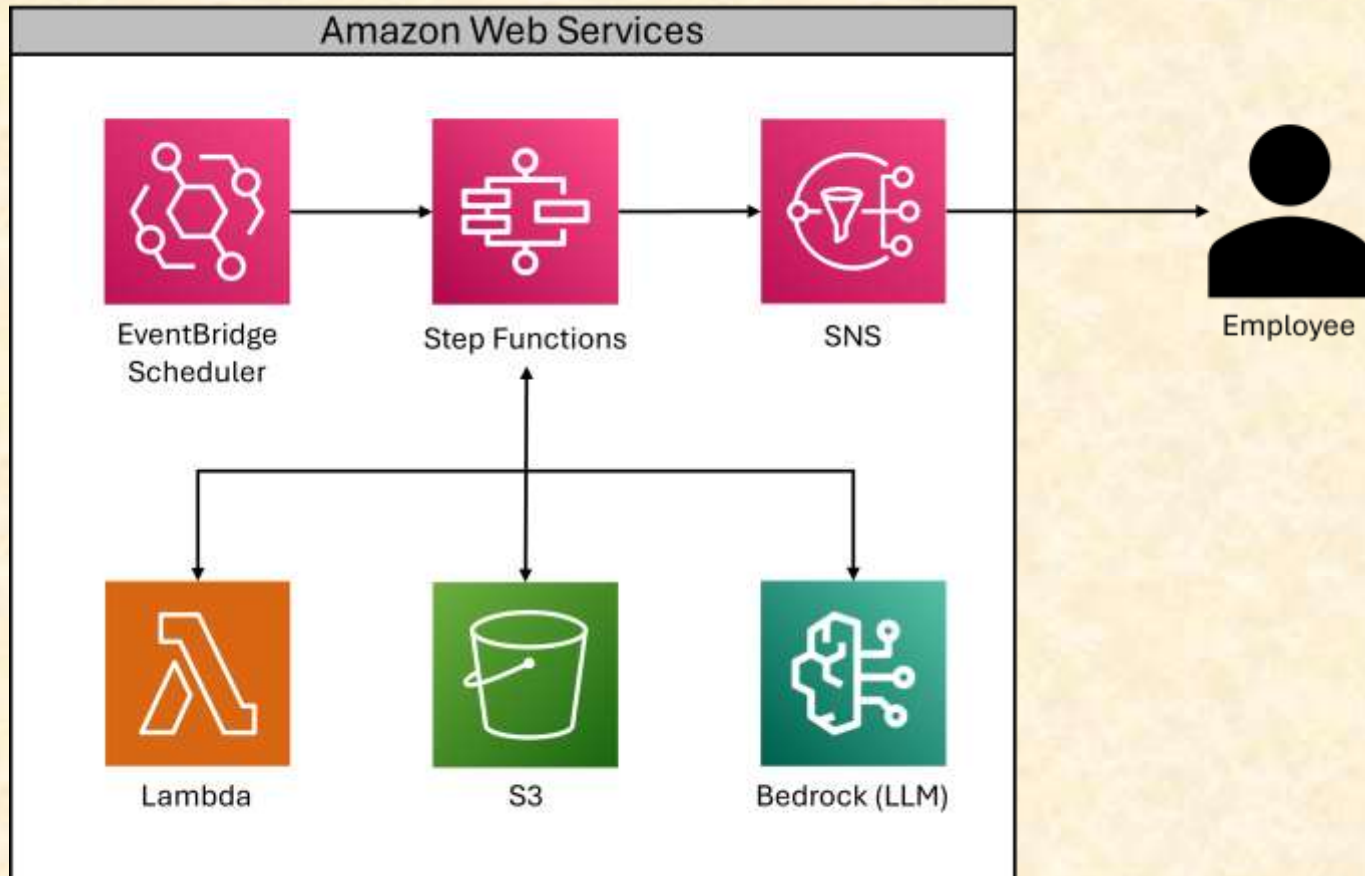 Amazon Web Services
EventBridge
Scheduler
Step Functions
SNS
Employee
Lambda
S3
Bedrock (LLM)